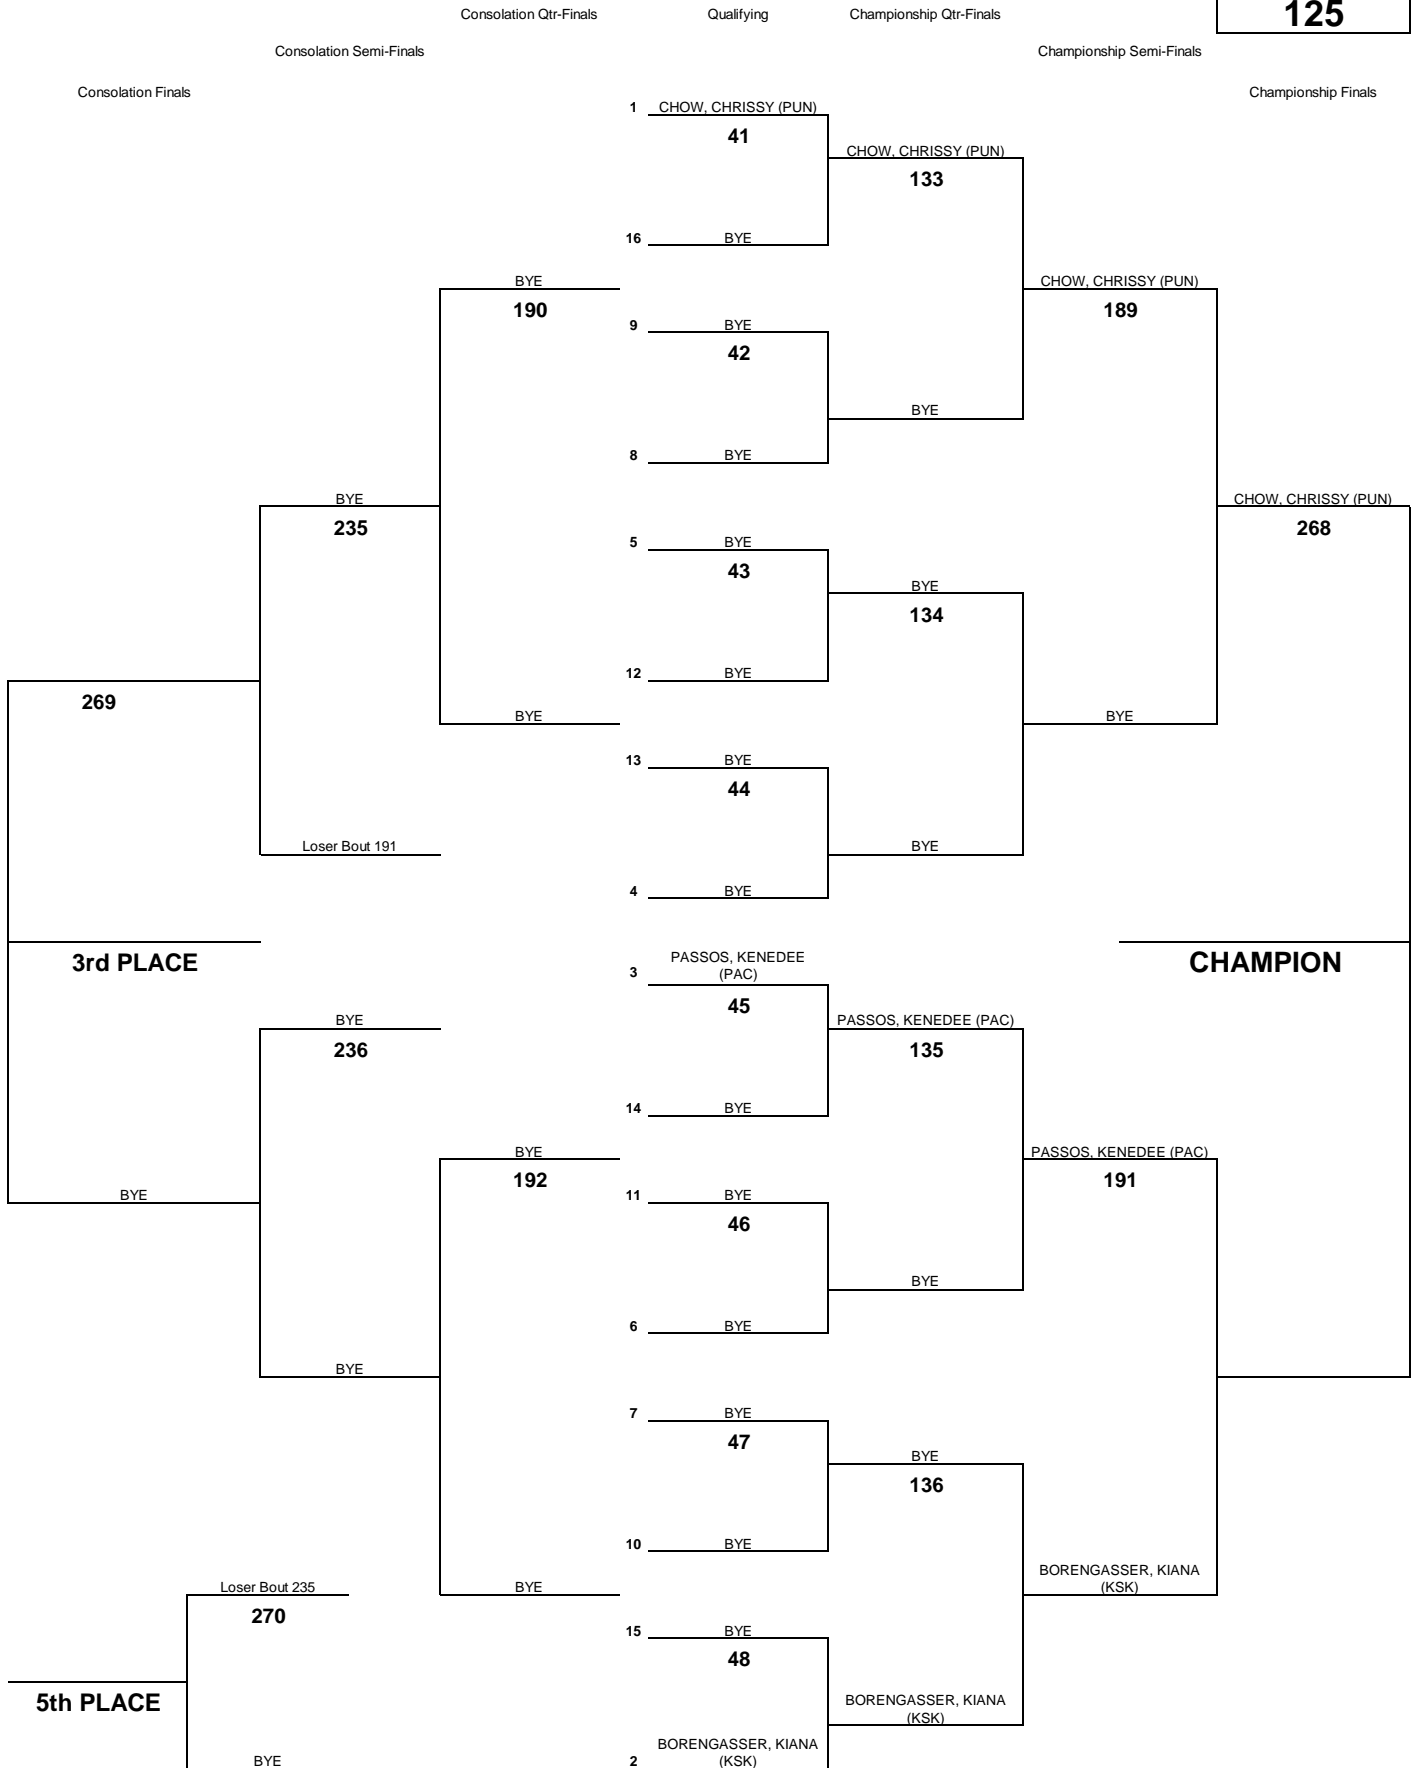 Consolation Qtr-Finals Qualifying Championship Qtr-Finals 125
Consolation Semi-Finals Championship Semi-Finals
Consolation Finals Championship Finals
1 CHOW, CHRISSY (PUN)
41
CHOW, CHRISSY (PUN)
133
16 BYE
BYE CHOW, CHRISSY (PUN)
190 189
9 BYE
42
BYE
8 BYE
BYE CHOW, CHRISSY (PUN)
235 268
5 BYE
43
BYE
134
12 BYE
269
BYE BYE
13 BYE
44
Loser Bout 191 BYE
4 BYE
3rd PLACE CHAMPION
3 PASSOS, KENEDEE
(PAC)
45
BYE PASSOS, KENEDEE (PAC)
236 135
14 BYE
BYE PASSOS, KENEDEE (PAC)
192 191
BYE 11 BYE
46
BYE
6 BYE
BYE
7 BYE
47
BYE
136
10 BYE
BORENGASSER, KIANA
(KSK)
Loser Bout 235 BYE
270
15 BYE
48
5th PLACE
BORENGASSER, KIANA
(KSK)
BORENGASSER, KIANA
BYE 2 (KSK)